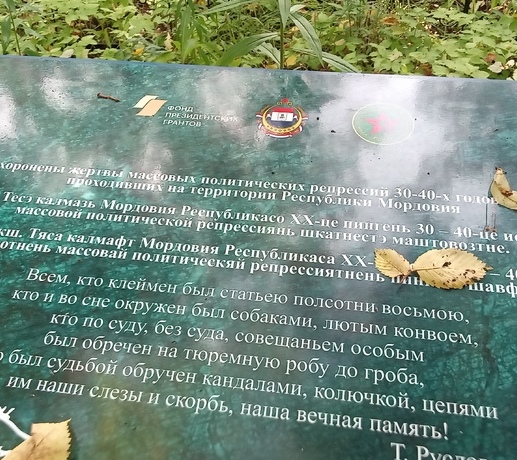 ФОНД
ПРЕЗИДЕНТСКИХ
ГРАНТОВ
жертвы массовых политических репрессий 30-40-х
проходивших на территории Республики Мордовия
Тесэ калмазь Мордовия Республикасо XX-це пингень 30 – 40-це
массовой политической репрессиянь шкатнестэ маштовозтне.
Тяса калмафт Мордовия Республикаса
массовай политическяй репрессиятнень
Всем, кто клеймен был статьею полсотни восьмою,
кто и во сне окружен был собаками, лютым конвоем,
кто по суду, без суда, совещаньем особым
был обречен на тюремную робу до гроба,
был судьбой обручен кандалами, колючкой, цепями
им наши слезы и скорбь, наша вечная память!
Т.